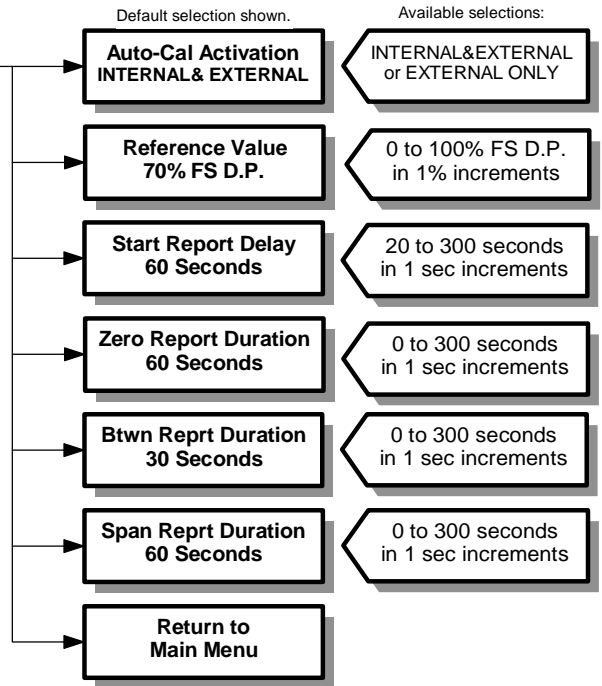 Default selection shown.
Available selections:
Auto-Cal Activation
INTERNAL& EXTERNAL
INTERNAL&EXTERNAL
or EXTERNAL ONLY
Reference Value
70% FS D.P.
0 to 100% FS D.P.
in 1% increments
Start Report Delay
60 Seconds
20 to 300 seconds
in 1 sec increments
Zero Report Duration
60 Seconds
0 to 300 seconds
in 1 sec increments
Btwn Reprt Duration
30 Seconds
0 to 300 seconds
in 1 sec increments
Span Reprt Duration
60 Seconds
0 to 300 seconds
in 1 sec increments
Return to
Main Menu